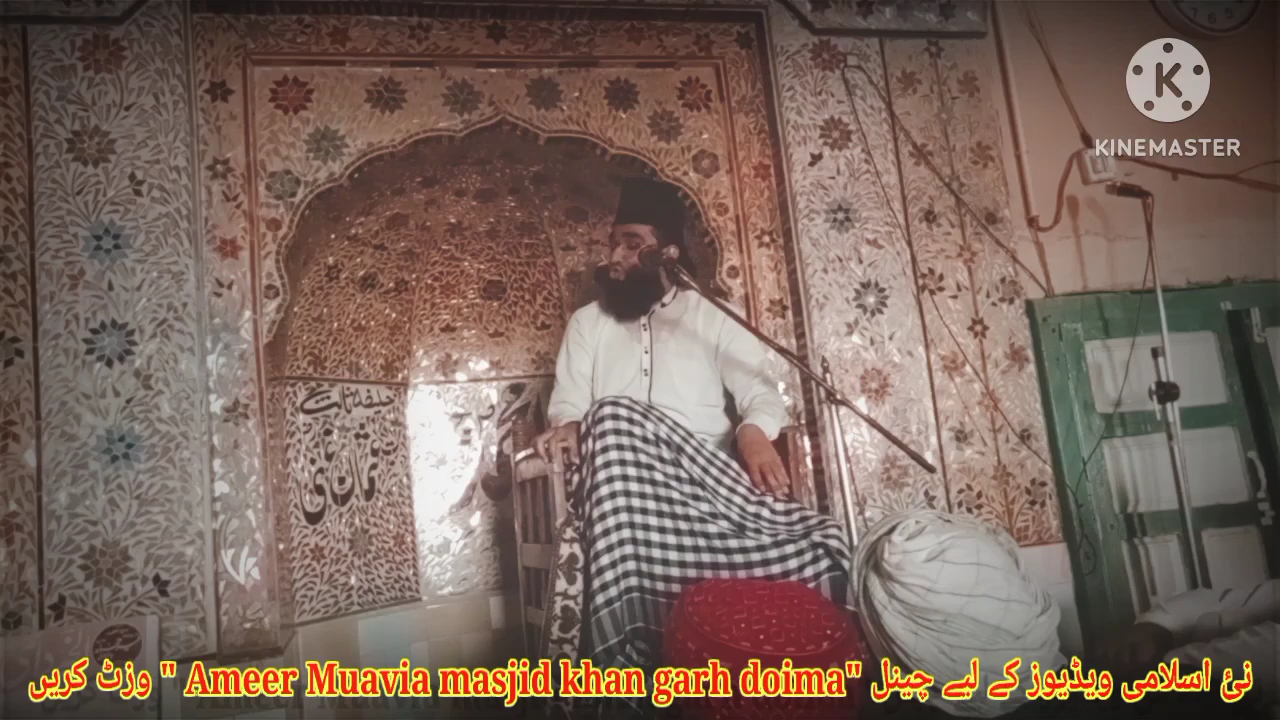 KINEMASTER
خلیفہ ثالث
عثمان غنی
نئ اسلامی ویڈیوز کے لیے چینل "Ameer Muavia masjid khan garh doima " وزٹ کریں